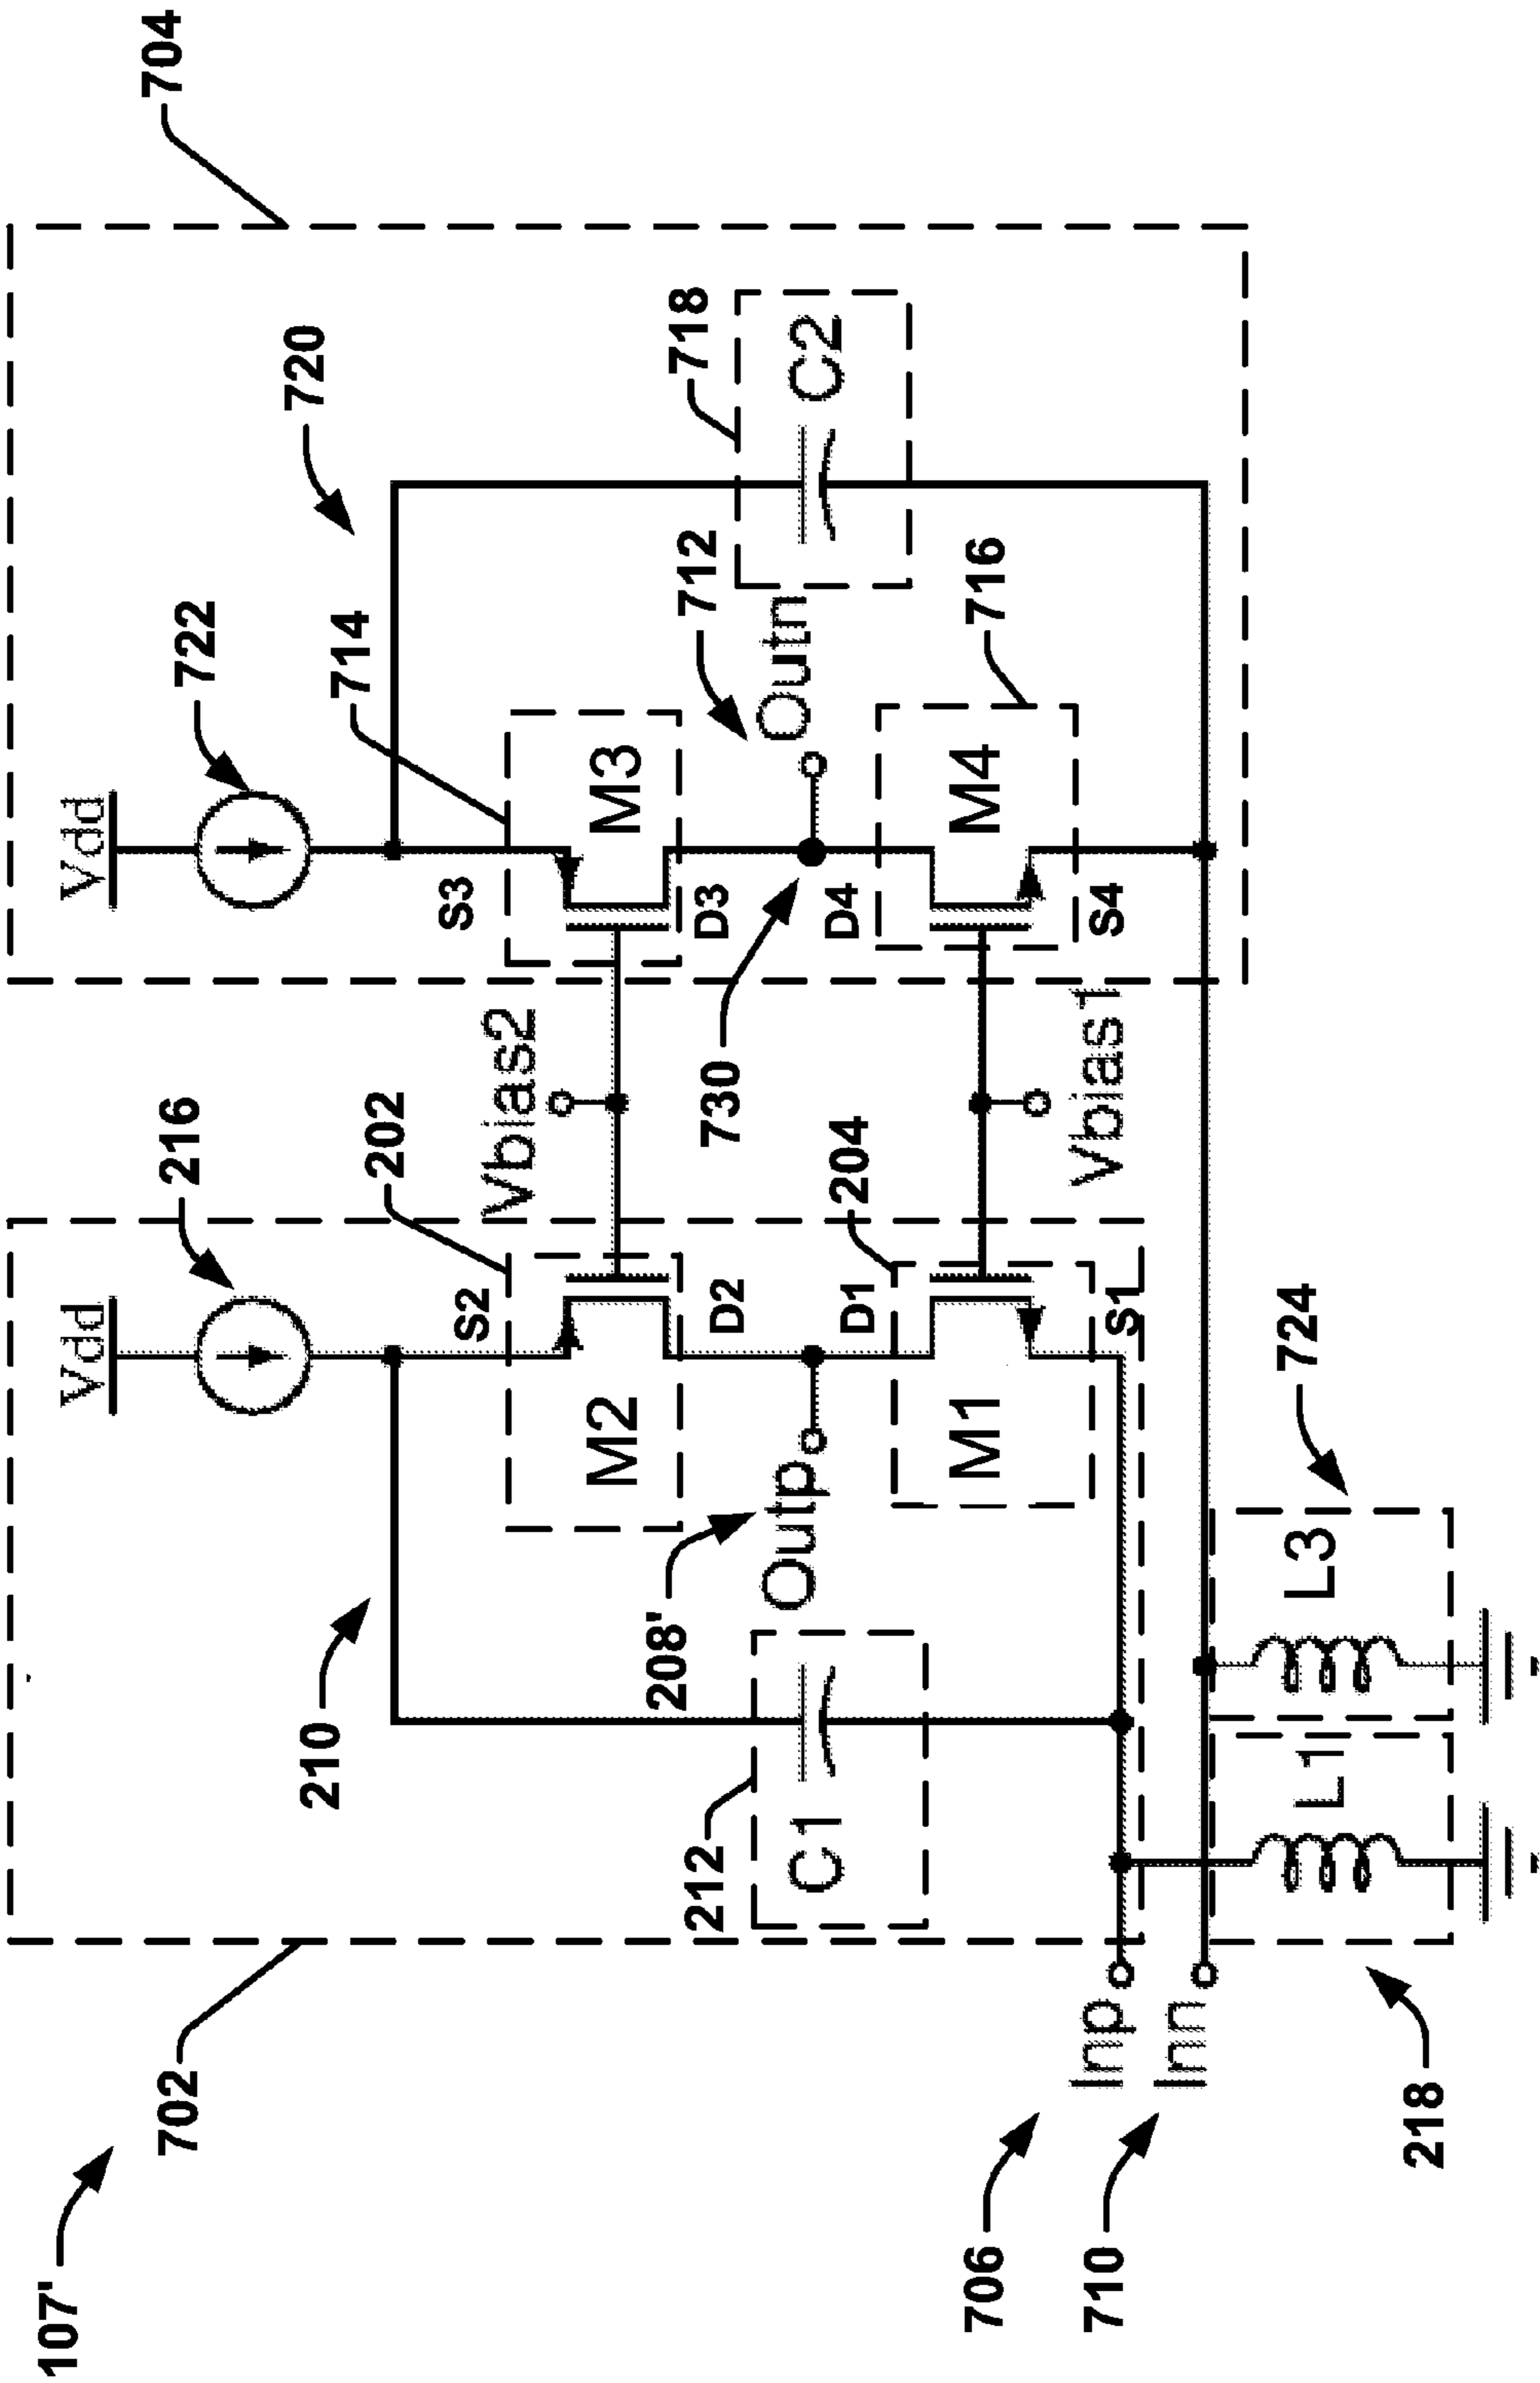 107'
702
704
Vdd
216
Vdd
722
210
720
S2
202
S3
714
M2
Vbias2
M3
D2
D3
212
C1
208'
Outp
730
712
Outn
718
C2
D1
204
D4
M1
M4
716
S1
Vbias1
S4
706
Inp
710
Inn
L1
L3
724
218